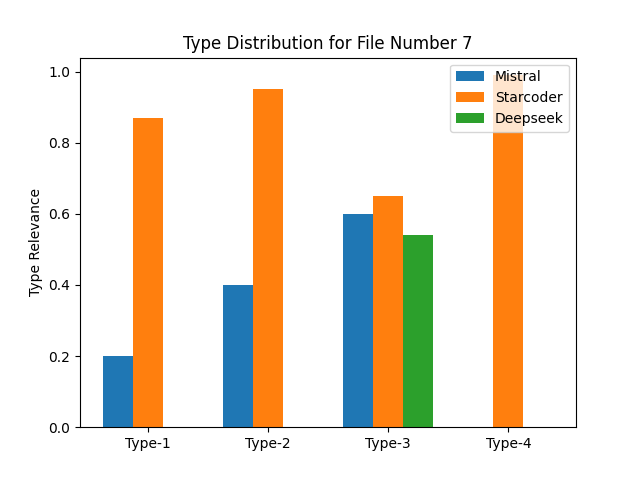 Type Distribution for File Number 7
Mistral
Starcoder
Deepseek
Type Relevance
1.0
0.8
0.6
0.4
0.2
0.0
Type-1 Type-2 Type-3 Type-4